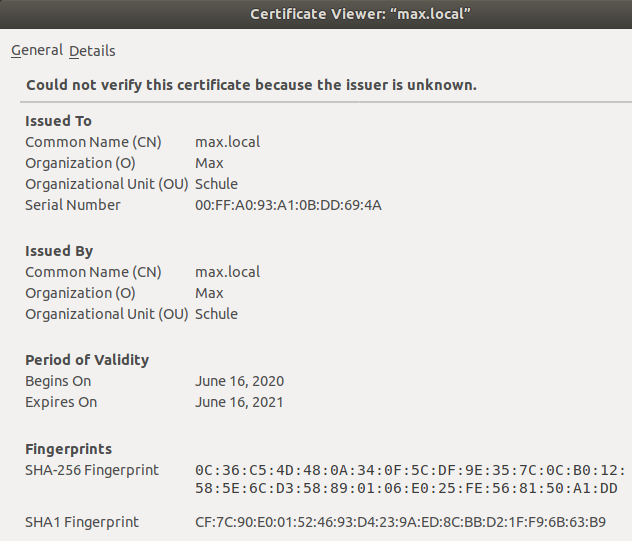 Certificate Viewer: “max.local”
General Details
Could not verify this certificate because the issuer is unknown.
Issued To
Common Name (CN) max.local
Organization (O) Max
Organizational Unit (OU) Schule
Serial Number 00:FF:A0:93:A1:0B:DD:69:4A
Issued By
Common Name (CN) max.local
Organization (O) Max
Organizational Unit (OU) Schule
Period of Validity
Begins On June 16, 2020
Expires On June 16, 2021
Fingerprints
SHA-256 Fingerprint 0C:36:C5:4D:48:0A:34:0F:5C:DF:9E:35:7C:0C:B0:12:
58:5E:6C:D3:58:89:01:06:E0:25:FE:56:81:50:A1:DD
SHA1 Fingerprint CF:7C:90:E0:01:52:46:93:D4:23:9A:ED:8C:BB:D2:1F:F9:6B:63:B9